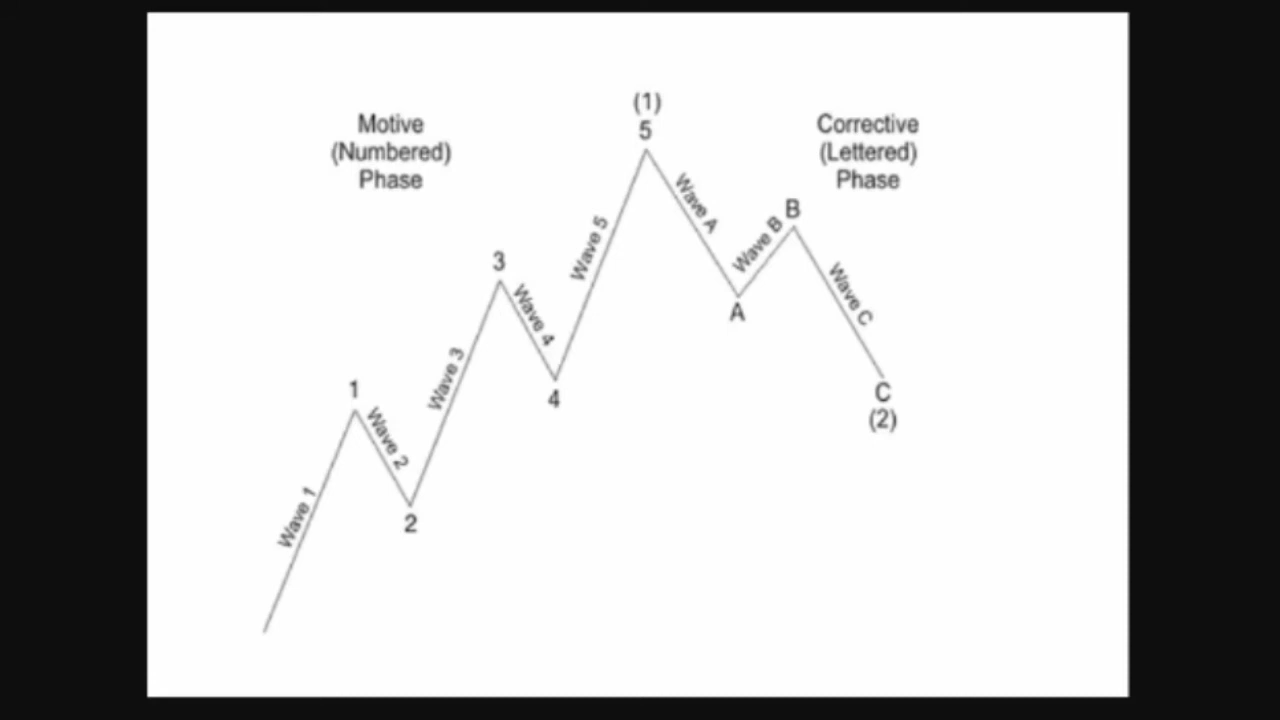 (1)
Motive
(Numbered)
Phase
5
Corrective
(Lettered)
Phase
Wave A
B
Wave B
Wave 5
3
Wave 4
A
Wave C
Wave 3
1
4
C
(2)
Wave 2
Wave 1
2